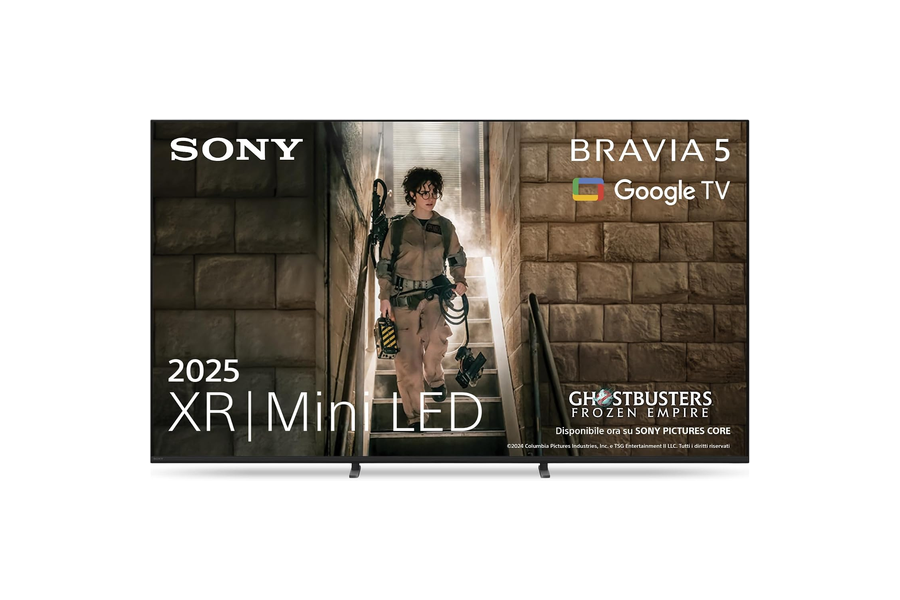 SONY
BRAVIA 5
Google TV
2025
XR|Mini LED
GHOSTBUSTERS
FROZEN EMPIRE
Disponibile ora su SONY PICTURES CORE
©2024 Columbia Pictures Industries, Inc. e TSG Entertainment II LLC. Tutti i diritti riservati